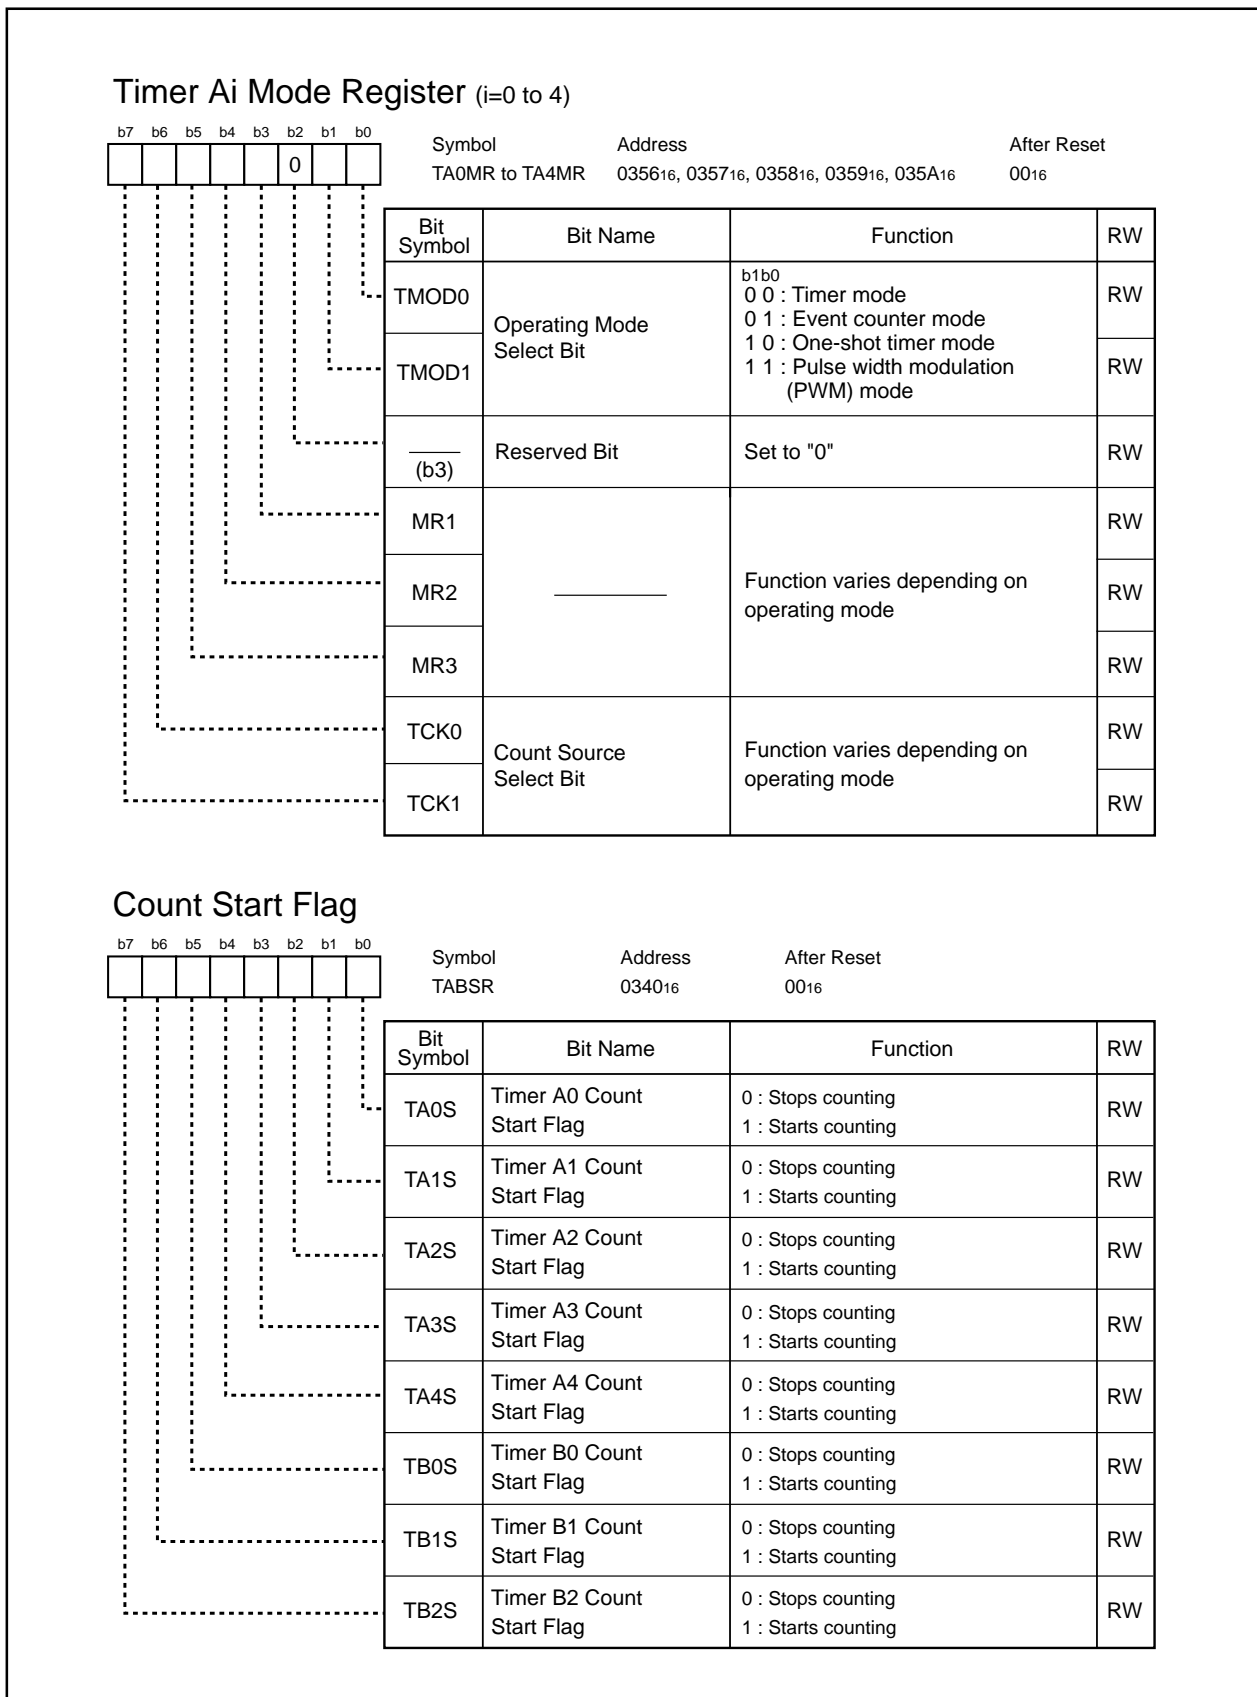 Timer Ai Mode Register (i=0 to 4)
b7 b6 b5 b4 b3 b2 b1 b0
0
Symbol Address After Reset
TA0MR to TA4MR 035616, 035716, 035816, 035916, 035A16 0016
Bit Symbol Bit Name Function RW
TMOD0 RW
TMOD1 RW
Operating Mode
Select Bit
b1b0
0 0 : Timer mode
0 1 : Event counter mode
1 0 : One-shot timer mode
1 1 : Pulse width modulation
(PWM) mode
(b3) Reserved Bit Set to "0" RW
MR1 RW
MR2 RW
MR3 RW
Function varies depending on
operating mode
TCK0 RW
TCK1 RW
Count Source
Select Bit
Function varies depending on
operating mode
Count Start Flag
b7 b6 b5 b4 b3 b2 b1 b0
Symbol Address After Reset
TABSR 034016 0016
Bit Symbol Bit Name Function RW
TA0S Timer A0 Count 0 : Stops counting RW
Start Flag 1 : Starts counting
TA1S Timer A1 Count 0 : Stops counting RW
Start Flag 1 : Starts counting
TA2S Timer A2 Count 0 : Stops counting RW
Start Flag 1 : Starts counting
TA3S Timer A3 Count 0 : Stops counting RW
Start Flag 1 : Starts counting
TA4S Timer A4 Count 0 : Stops counting RW
Start Flag 1 : Starts counting
TB0S Timer B0 Count 0 : Stops counting RW
Start Flag 1 : Starts counting
TB1S Timer B1 Count 0 : Stops counting RW
Start Flag 1 : Starts counting
TB2S Timer B2 Count 0 : Stops counting RW
Start Flag 1 : Starts counting